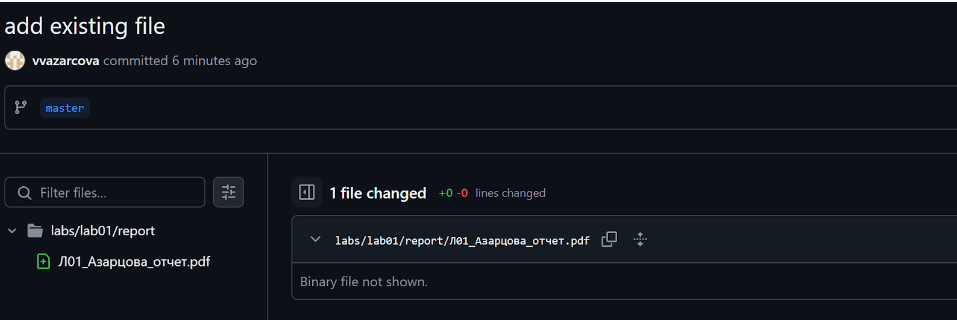 add existing file
vvazarcova committed 6 minutes ago
master
Filter files...
1 file changed +0 -0 lines changed
labs/lab01/report
Л01_Азарцова_отчет.pdf
labs/lab01/report/Л01_Азарцова_отчет.pdf
Binary file not shown.